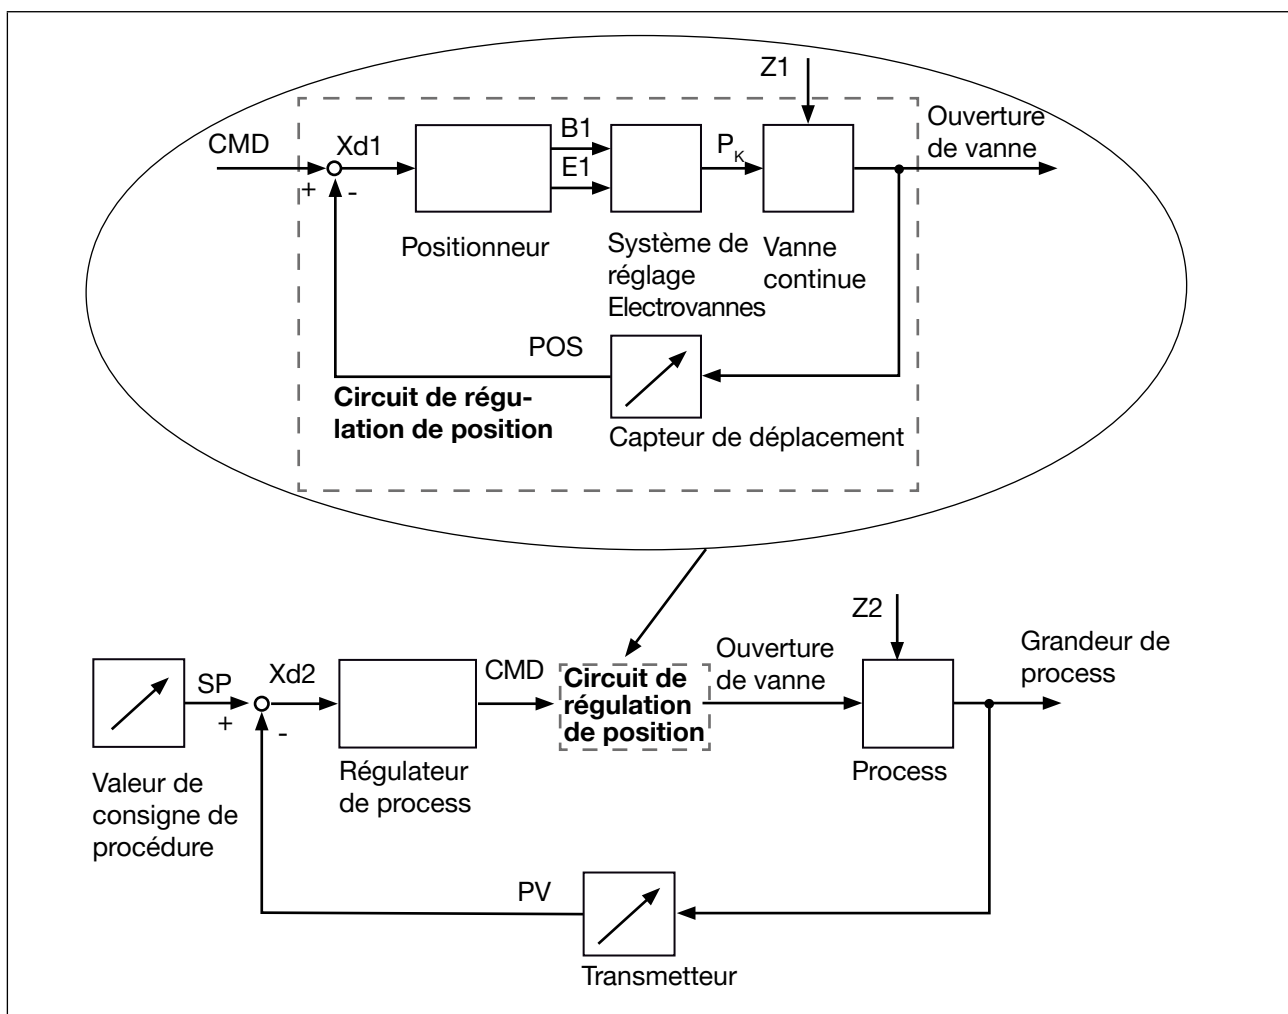 Z1
Ouverture
de vanne
CMD
Xd1
B1
E1
PK
+
-
Positionneur
Système de
réglage
Electrovannes
Vanne
continue
POS
Circuit de régu-
lation de position
Capteur de déplacement
Z2
Grandeur de
process
SP
Xd2
CMD
Circuit de
régulation
de position
Ouverture
de vanne
+
-
Valeur de
consigne de
procédure
Régulateur
de process
Process
PV
Transmetteur